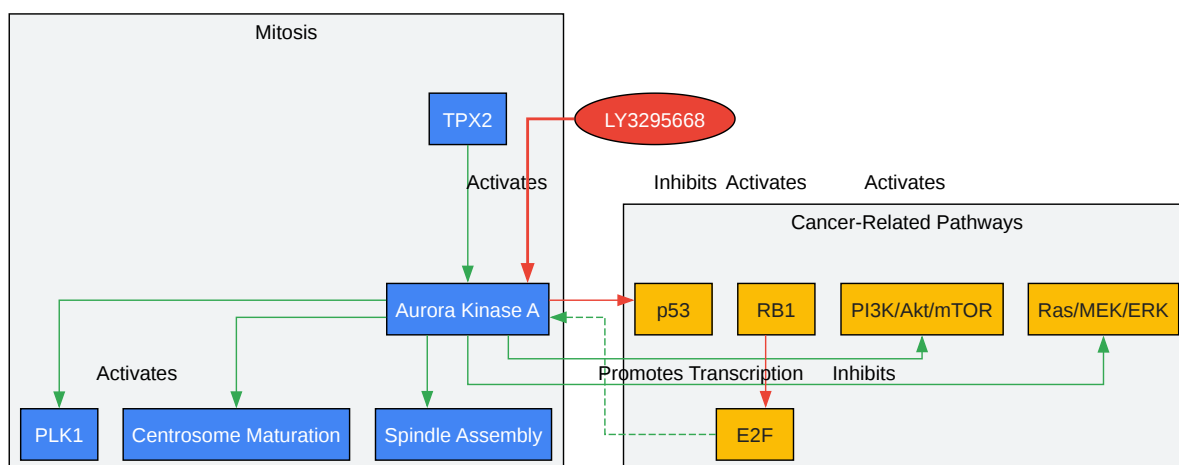 Mitosis
TPX2
LY3295668
Activates
Inhibits
Activates
Activates
Cancer-Related Pathways
Aurora Kinase A
p53
RB1
PI3K/Akt/mTOR
Ras/MEK/ERK
Activates
Promotes Transcription
Inhibits
PLK1
Centrosome Maturation
Spindle Assembly
E2F